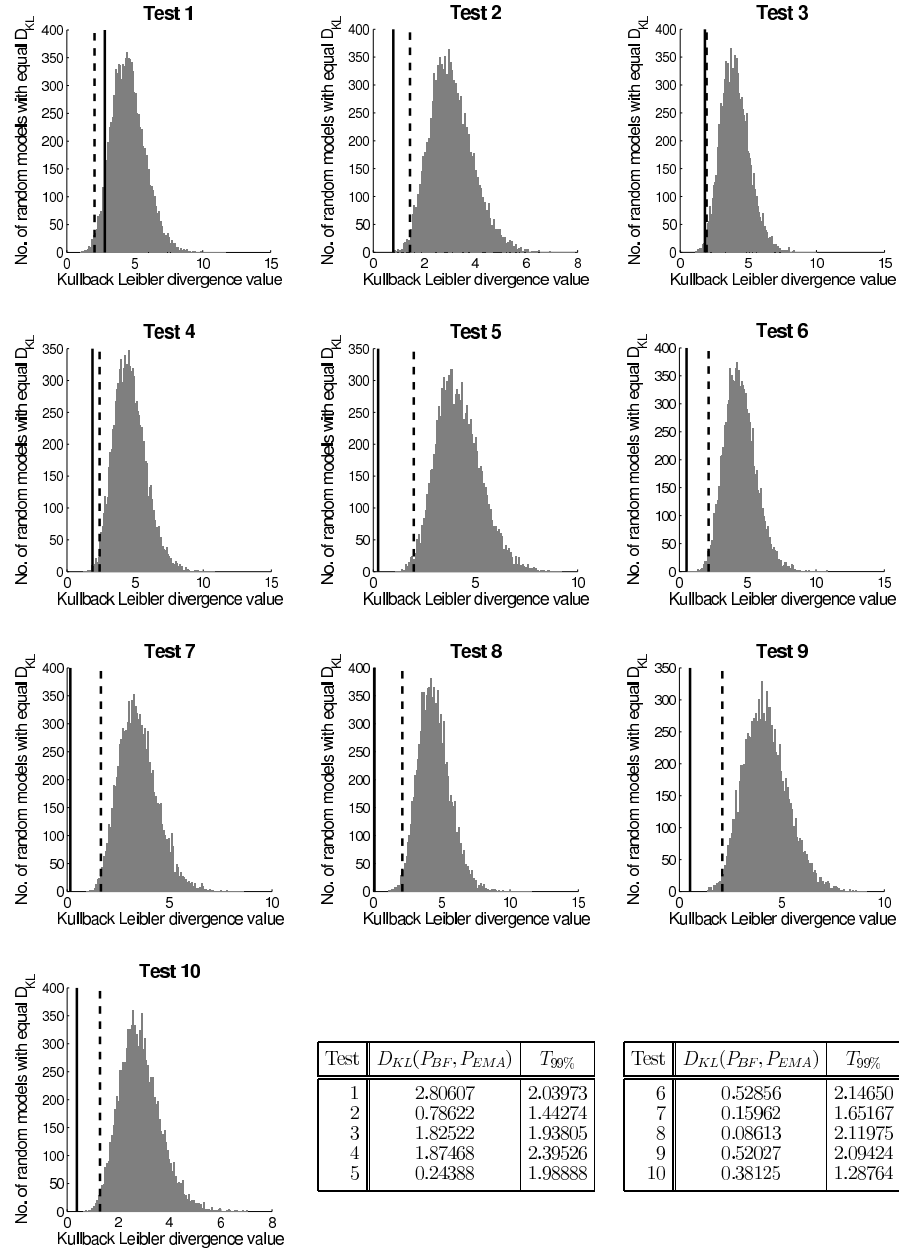 Test 1
No. of random models with equal D_KL
400
350
300
250
200
150
100
50
0
0 5 10 15
Kullback Leibler divergence value
Test 2
No. of random models with equal D_KL
400
350
300
250
200
150
100
50
0
0 2 4 6 8
Kullback Leibler divergence value
Test 3
No. of random models with equal D_KL
400
350
300
250
200
150
100
50
0
0 5 10 15
Kullback Leibler divergence value
Test 4
No. of random models with equal D_KL
350
300
250
200
150
100
50
0
0 5 10 15
Kullback Leibler divergence value
Test 5
No. of random models with equal D_KL
350
300
250
200
150
100
50
0
0 5 10
Kullback Leibler divergence value
Test 6
No. of random models with equal D_KL
400
350
300
250
200
150
100
50
0
0 5 10 15
Kullback Leibler divergence value
Test 7
No. of random models with equal D_KL
400
350
300
250
200
150
100
50
0
0 5 10
Kullback Leibler divergence value
Test 8
No. of random models with equal D_KL
400
350
300
250
200
150
100
50
0
0 5 10 15
Kullback Leibler divergence value
Test 9
No. of random models with equal D_KL
350
300
250
200
150
100
50
0
0 5 10
Kullback Leibler divergence value
Test 10
No. of random models with equal D_KL
400
350
300
250
200
150
100
50
0
0 2 4 6 8
Kullback Leibler divergence value
Test D_KL(P_BF, P_EMA) T_99%
1 2.80607 2.03973
2 0.78622 1.44274
3 1.82522 1.93805
4 1.87468 2.39526
5 0.24388 1.98888
Test D_KL(P_BF, P_EMA) T_99%
6 0.52856 2.14650
7 0.15962 1.65167
8 0.08613 2.11975
9 0.52027 2.09424
10 0.38125 1.28764